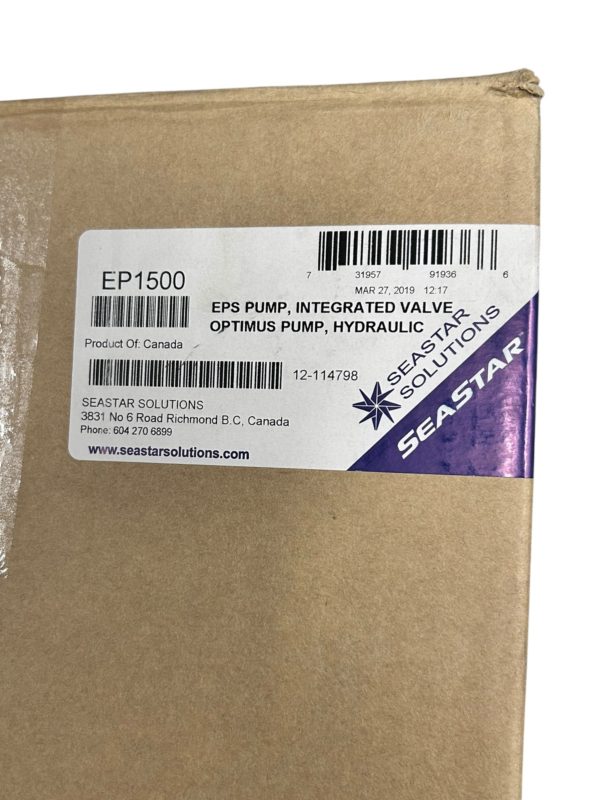 EP1500
7 31957 91936 6
MAR 27, 2019 12:17
EPS PUMP, INTEGRATED VALVE
OPTIMUS PUMP, HYDRAULIC
Product Of: Canada
12-114798
SEASTAR SOLUTIONS
3831 No 6 Road Richmond B.C, Canada
Phone: 604 270 6899
www.seastarsolutions.com
SEASTAR
SOLUTIONS
SEASTAR